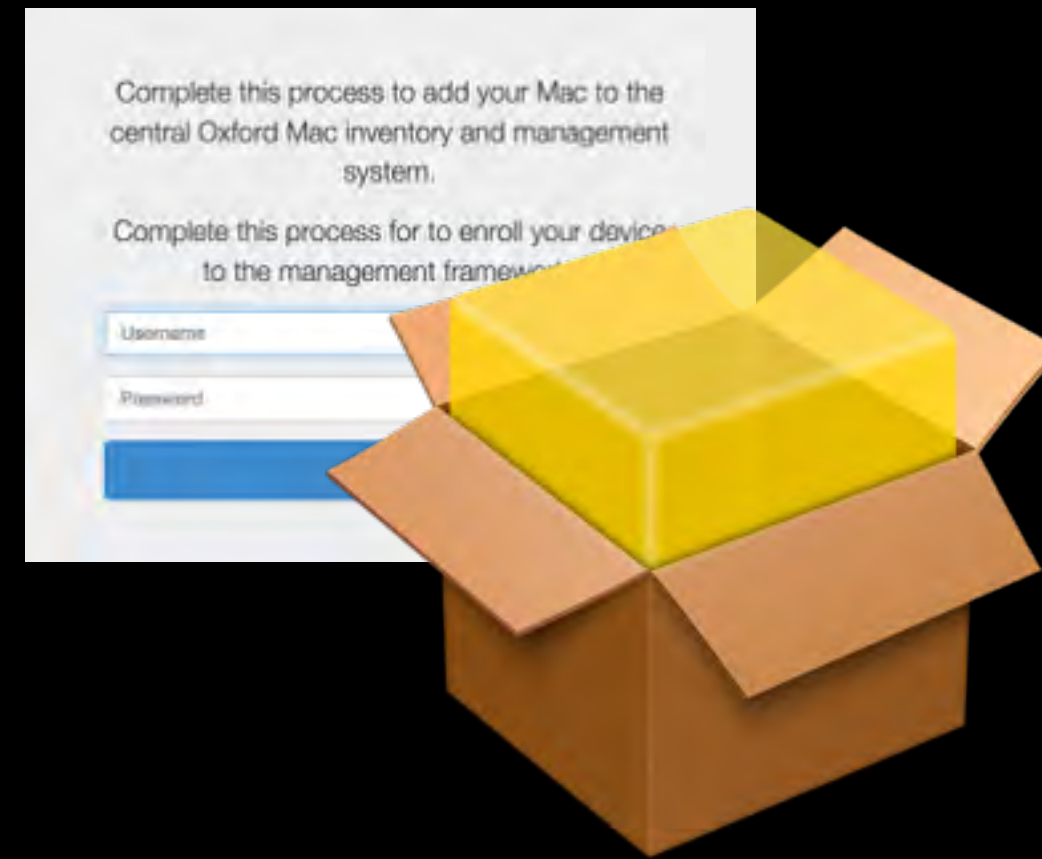 Complete this process to add your Mac to the
central Oxford Mac inventory and management
system.
Complete this process for to enroll your device
to the management framework
Username
Password